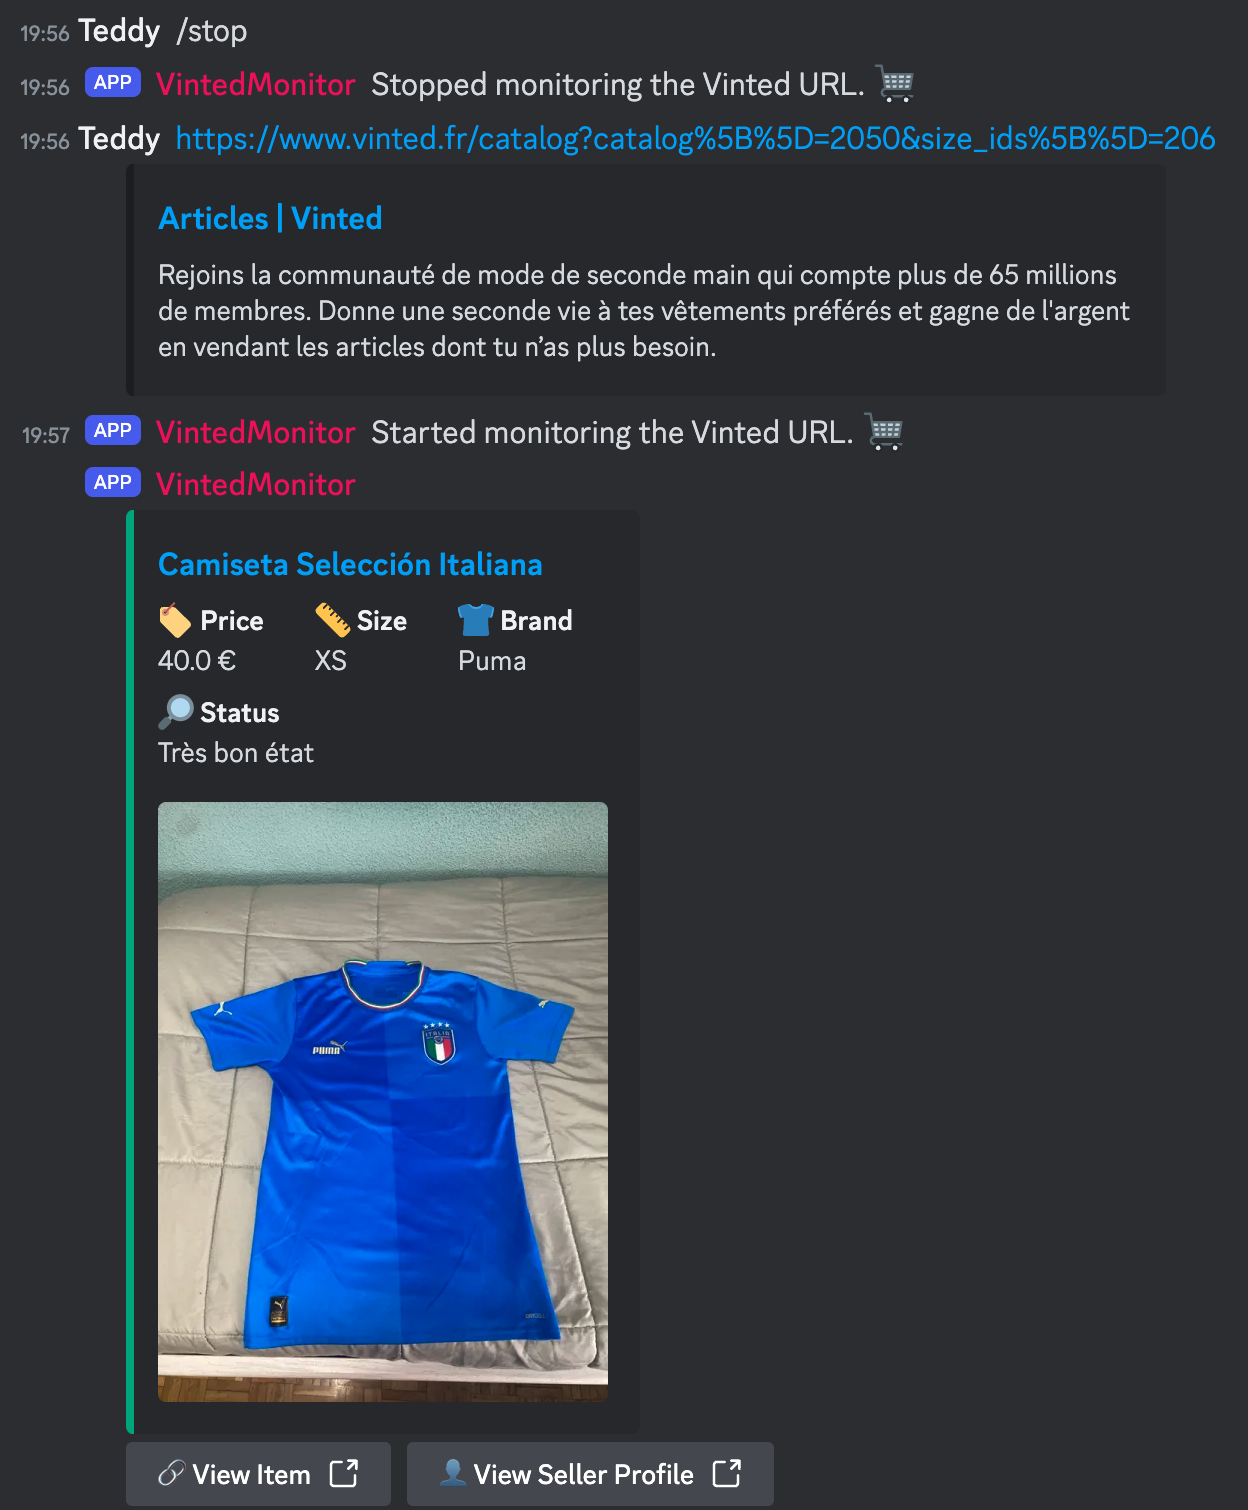 19:56 Teddy /stop
19:56 APP VintedMonitor Stopped monitoring the Vinted URL.
19:56 Teddy https://www.vinted.fr/catalog?catalog%5B%5D=2050&size_ids%5B%5D=206
Articles | Vinted
Rejoins la communauté de mode de seconde main qui compte plus de 65 millions
de membres. Donne une seconde vie à tes vêtements préférés et gagne de l'argent
en vendant les articles dont tu n’as plus besoin.
19:57 APP VintedMonitor Started monitoring the Vinted URL.
APP VintedMonitor
Camiseta Selección Italiana
Price Size Brand
40.0 € XS Puma
Status
Très bon état
PUMA
ITALIA
View Item View Seller Profile